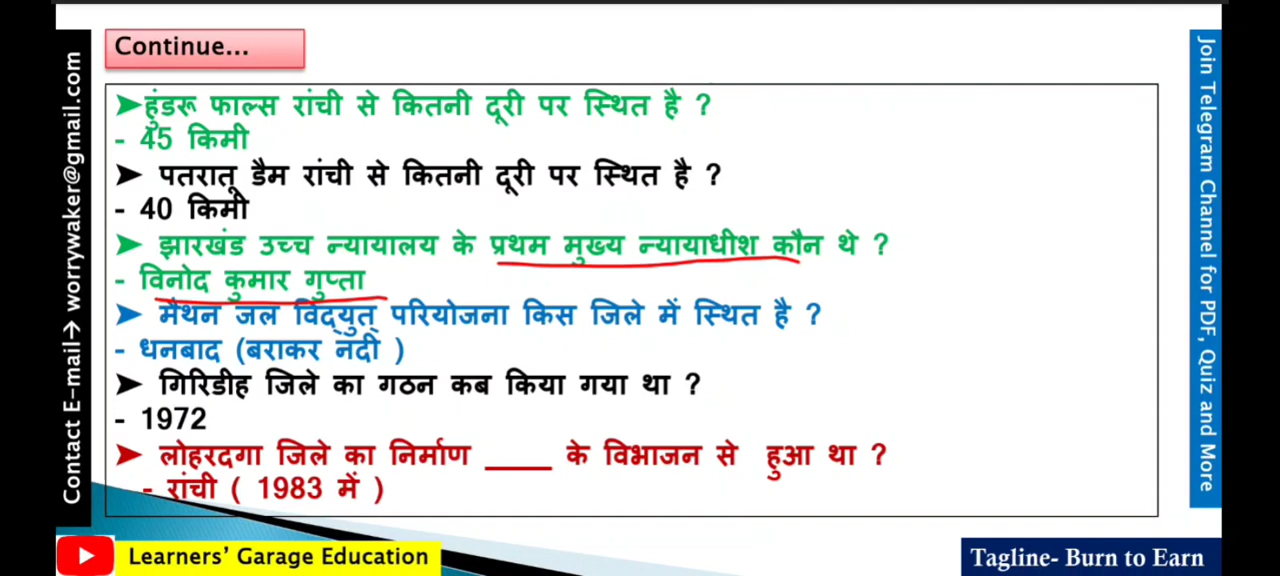 Continue...
➤हुंडरू फाल्स रांची से कितनी दूरी पर स्थित है ?
- 45 किमी
➤ पतरातू डैम रांची से कितनी दूरी पर स्थित है ?
- 40 किमी
➤ झारखंड उच्च न्यायालय के प्रथम मुख्य न्यायाधीश कौन थे ?
- विनोद कुमार गुप्ता
➤ मैथन जल विद्युत् परियोजना किस जिले में स्थित है ?
- धनबाद (बराकर नदी )
➤ गिरिडीह जिले का गठन कब किया गया था ?
- 1972
➤ लोहरदगा जिले का निर्माण ____ के विभाजन से हुआ था ?
- रांची ( 1983 में )
Contact E-mail→ worrywaker@gmail.com
Join Telegram Channel for PDF, Quiz and More
Learners' Garage Education
Tagline- Burn to Earn